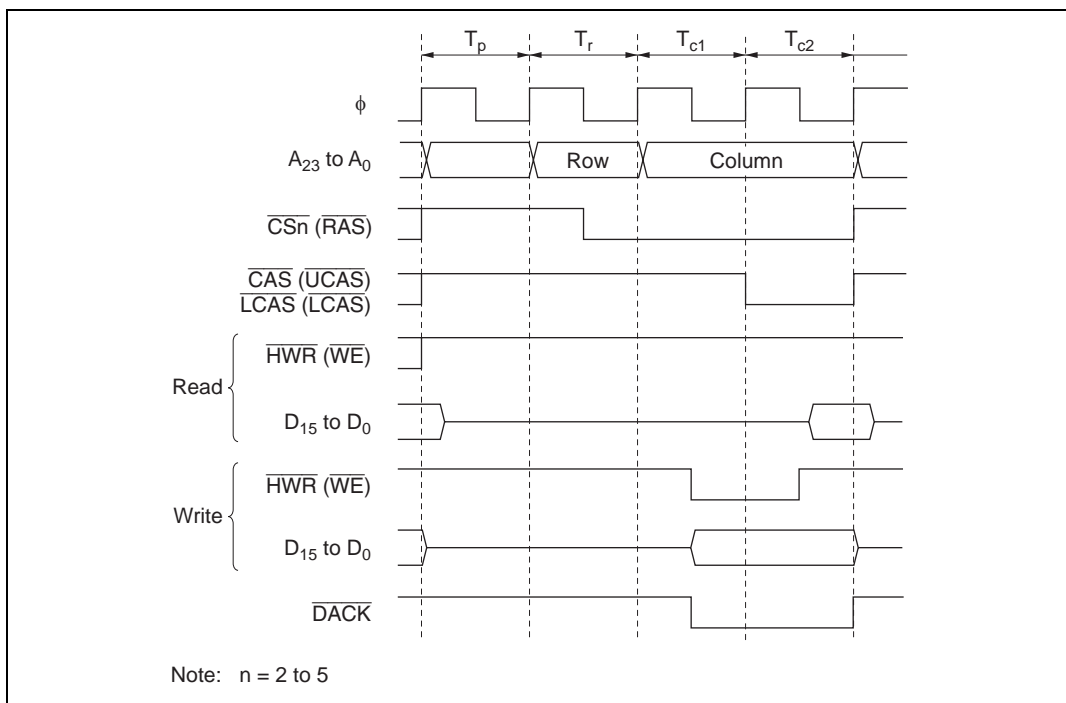 Tp Tr Tc1 Tc2
ϕ
A23 to A0 Row Column
CSn (RAS)
CAS (UCAS)
LCAS (LCAS)
Read
HWR (WE)
D15 to D0
Write
HWR (WE)
D15 to D0
DACK
Note: n = 2 to 5